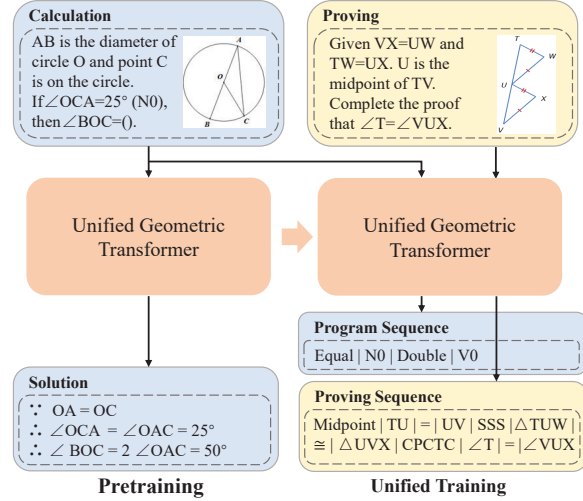 Calculation
AB is the diameter of
circle O and point C
is on the circle.
If∠OCA=25° (N0),
then∠BOC=().
A
O
B
C
Proving
Given VX=UW and
TW=UX. U is the
midpoint of TV.
Complete the proof
that ∠T=∠VUX.
T
W
U
X
V
Unified Geometric
Transformer
Unified Geometric
Transformer
Program Sequence
Equal | N0 | Double | V0
Solution
∵ OA = OC
∴ ∠OCA = ∠OAC = 25°
∴ ∠ BOC = 2 ∠OAC = 50°
Proving Sequence
Midpoint | TU | = | UV | SSS |△TUW |
≅ | △UVX | CPCTC | ∠T | = |∠VUX
Pretraining
Unified Training